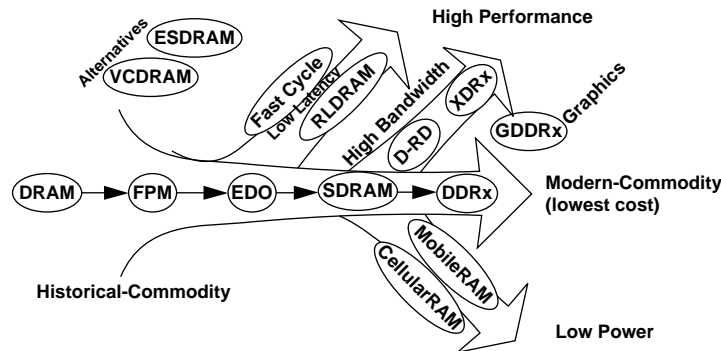 High Performance
Alternatives
ESDRAM
VCDRAM
Fast Cycle
Low Latency
RLDRAM
High Bandwidth
D-RD
XDRx
GDDRx
Graphics
DRAM
FPM
EDO
SDRAM
DDRx
Modern-Commodity
(lowest cost)
CellularRAM
MobileRAM
Historical-Commodity
Low Power